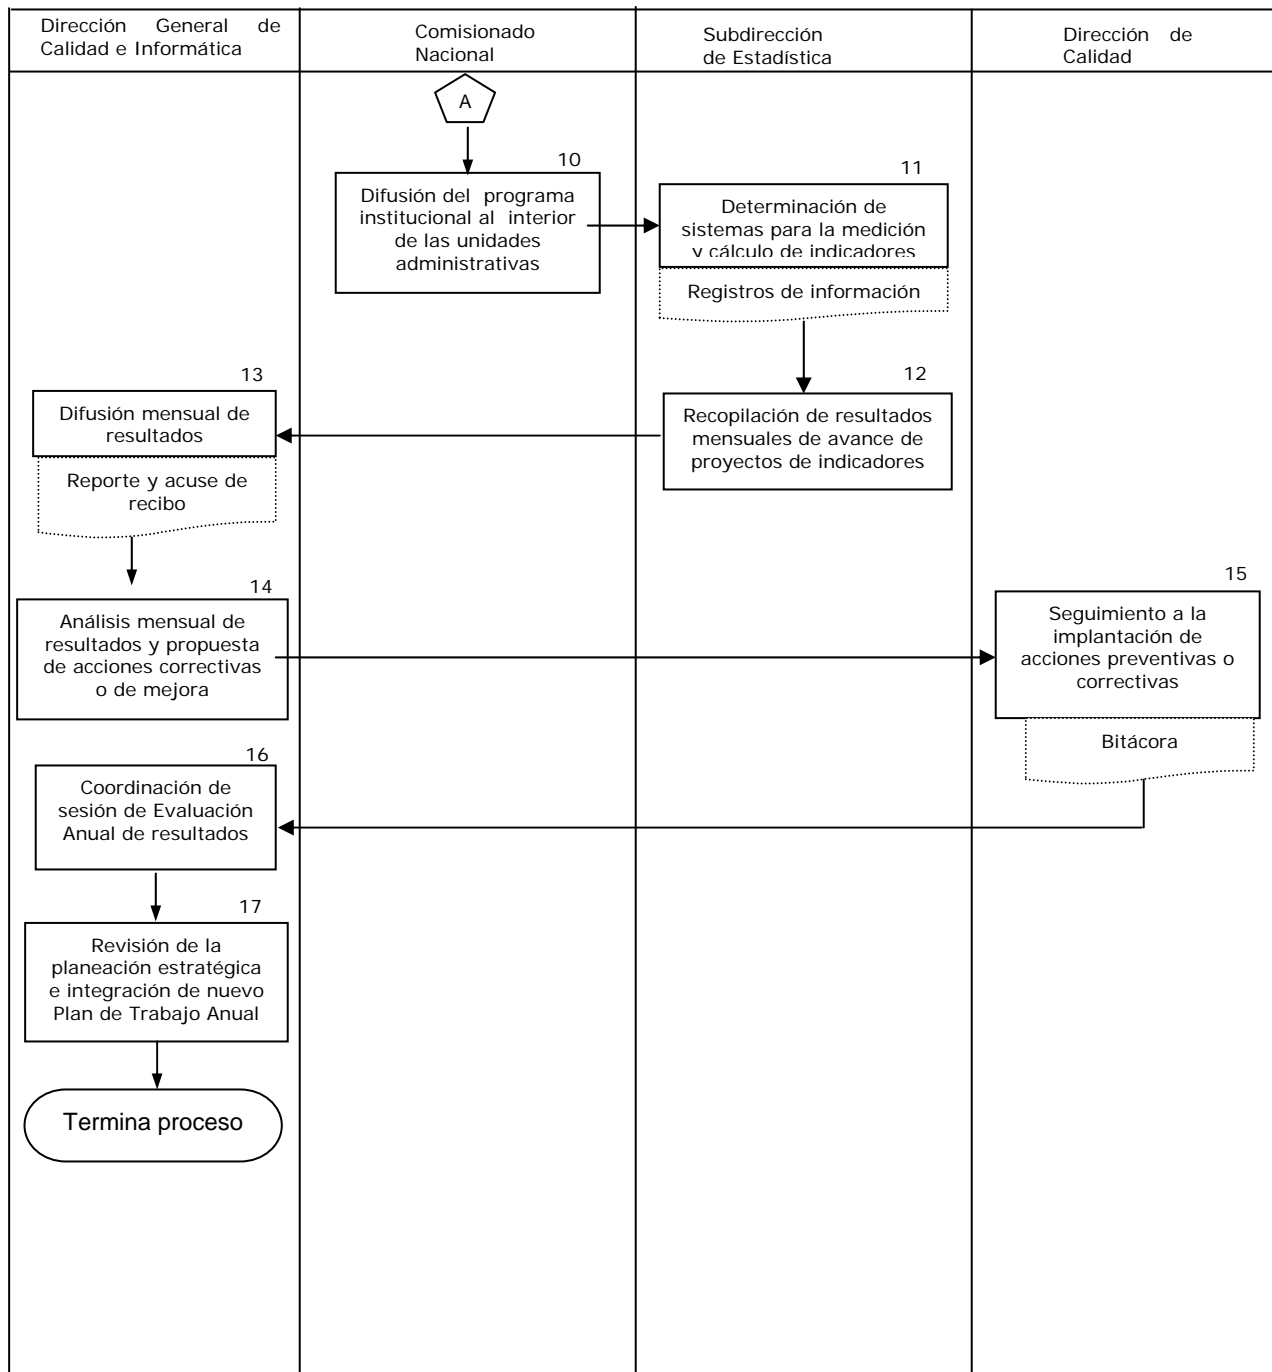 Dirección General de
Calidad e Informática
Comisionado
Nacional
Subdirección
de Estadística
Dirección de
Calidad
A
10
Difusión del programa
institucional al interior
de las unidades
administrativas
11
Determinación de
sistemas para la medición
y cálculo de indicadores
Registros de información
12
Recopilación de resultados
mensuales de avance de
proyectos de indicadores
13
Difusión mensual de
resultados
Reporte y acuse de
recibo
14
Análisis mensual de
resultados y propuesta
de acciones correctivas
o de mejora
15
Seguimiento a la
implantación de
acciones preventivas o
correctivas
Bitácora
16
Coordinación de
sesión de Evaluación
Anual de resultados
17
Revisión de la
planeación estratégica
e integración de nuevo
Plan de Trabajo Anual
Termina proceso